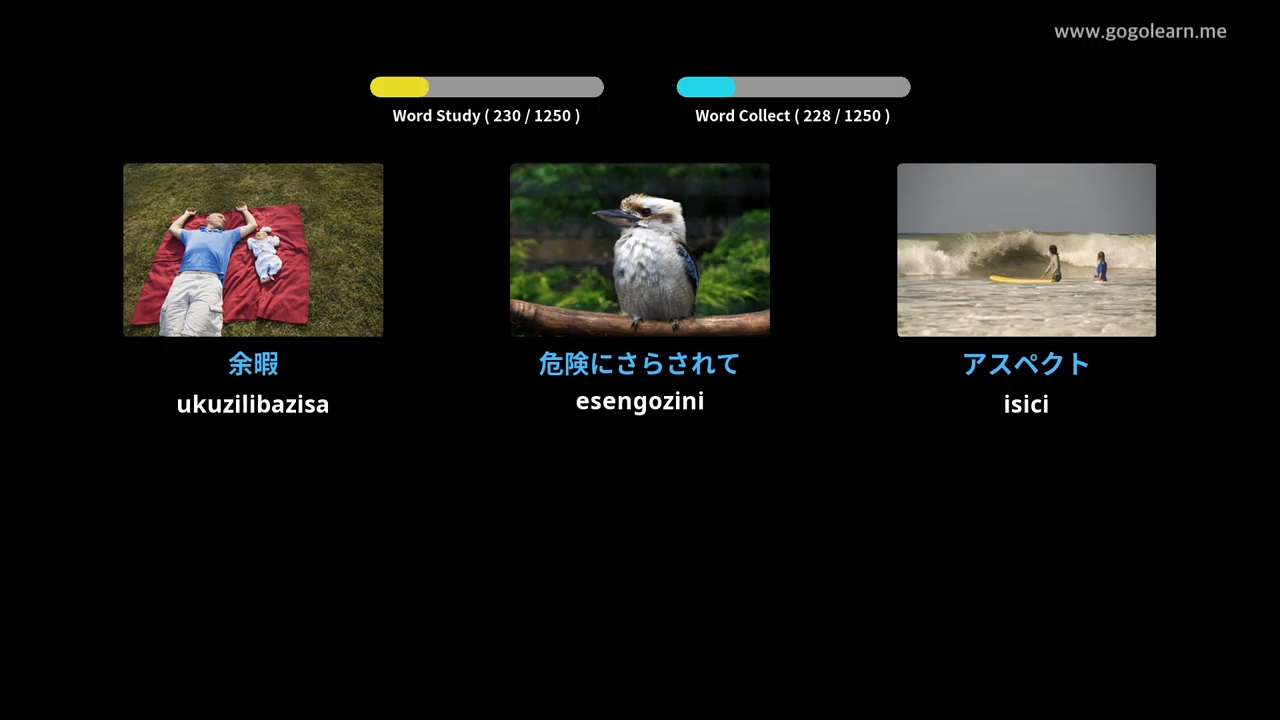 www.gogolearn.me
Word Study ( 230 / 1250 )
Word Collect ( 228 / 1250 )
余暇
ukuzilibazisa
危険にさらされて
esengozini
アスペクト
isici